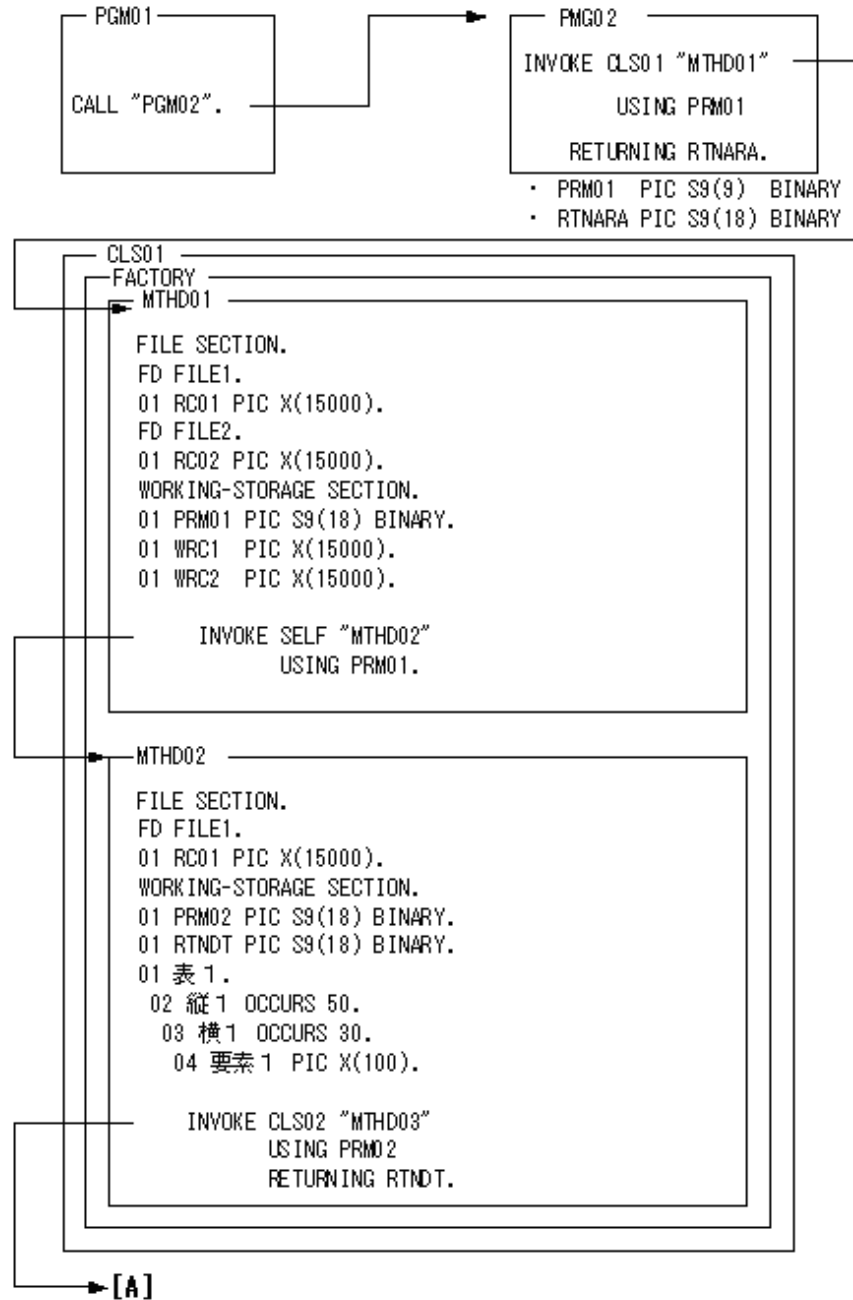 PGM01
CALL "PGM02".
PMG02
INVOKE CLS01 "MTHD01"
USING PRM01
RETURNING RTNARA.
・ PRM01 PIC S9(9) BINARY
・ RTNARA PIC S9(18) BINARY
CLS01
FACTORY
MTHD01
FILE SECTION.
FD FILE1.
01 RC01 PIC X(15000).
FD FILE2.
01 RC02 PIC X(15000).
WORKING-STORAGE SECTION.
01 PRM01 PIC S9(18) BINARY.
01 WRC1 PIC X(15000).
01 WRC2 PIC X(15000).
INVOKE SELF "MTHD02"
USING PRM01.
MTHD02
FILE SECTION.
FD FILE1.
01 RC01 PIC X(15000).
WORKING-STORAGE SECTION.
01 PRM02 PIC S9(18) BINARY.
01 RTNDT PIC S9(18) BINARY.
01 表１.
02 縦１ OCCURS 50.
03 横１ OCCURS 30.
04 要素１ PIC X(100).
INVOKE CLS02 "MTHD03"
USING PRM02
RETURNING RTNDT.
[A]